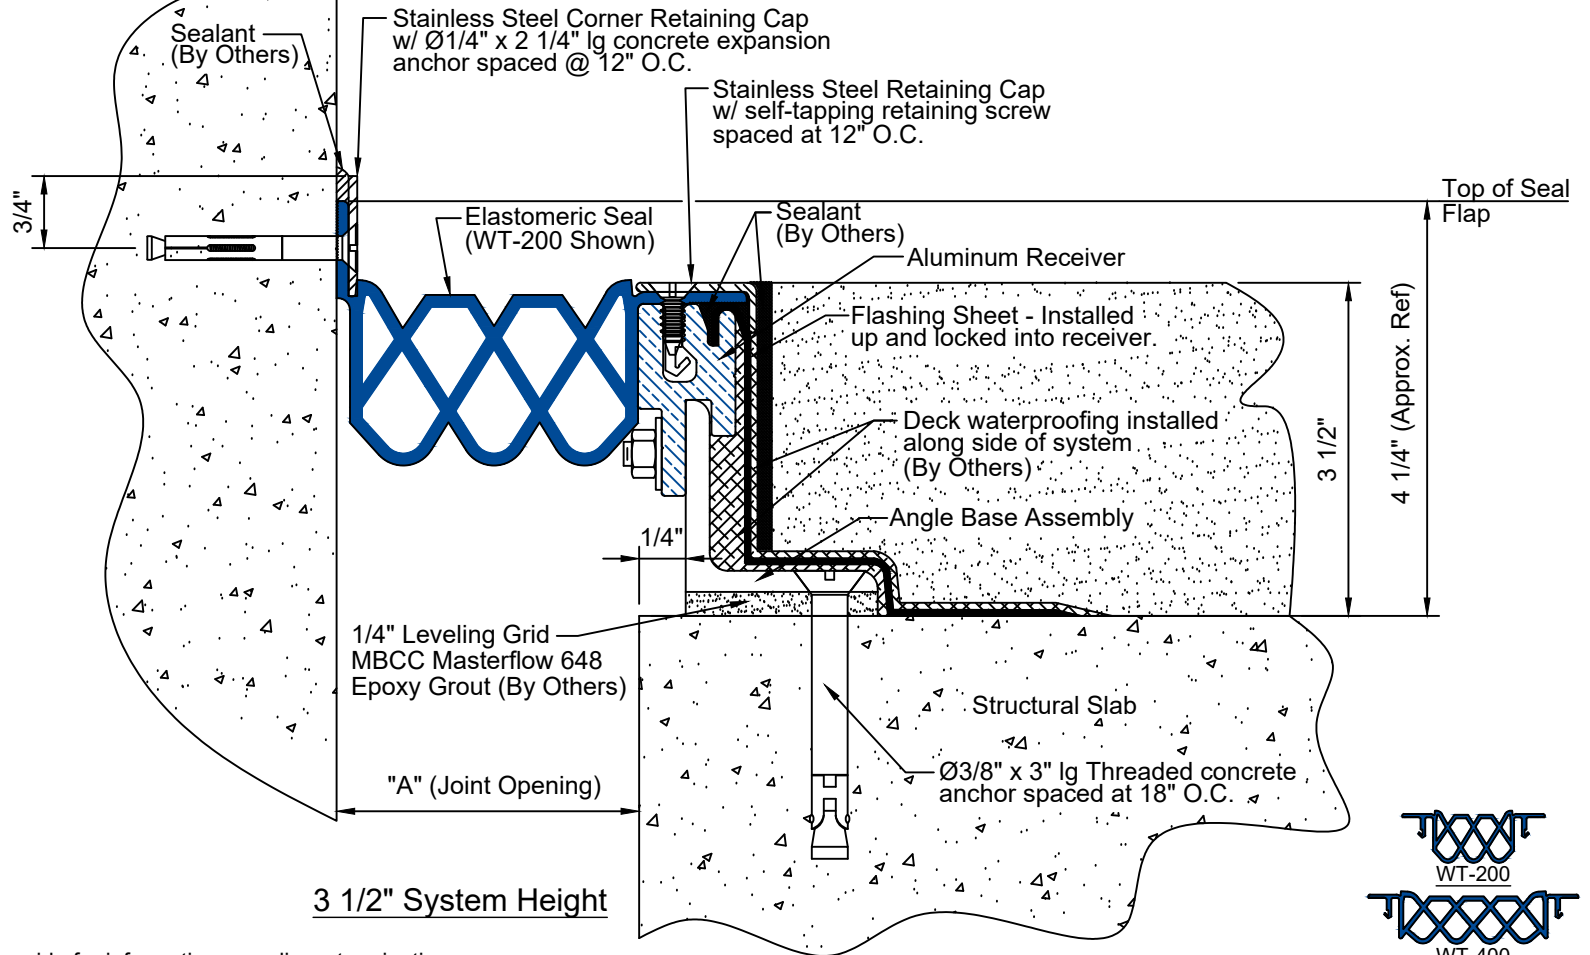 Sealant
(By Others)
Stainless Steel Corner Retaining Cap
w/ Ø1/4" x 2 1/4" lg concrete expansion
anchor spaced @ 12" O.C.
Stainless Steel Retaining Cap
w/ self-tapping retaining screw
spaced at 12" O.C.
3/4"
Top of Seal
Flap
Elastomeric Seal
(WT-200 Shown)
Sealant
(By Others)
Aluminum Receiver
Flashing Sheet - Installed
up and locked into receiver.
Deck waterproofing installed
along side of system
(By Others)
3 1/2"
4 1/4" (Approx. Ref)
Angle Base Assembly
1/4"
1/4" Leveling Grid
MBCC Masterflow 648
Epoxy Grout (By Others)
Structural Slab
Ø3/8" x 3" lg Threaded concrete
anchor spaced at 18" O.C.
"A" (Joint Opening)
3 1/2" System Height
WT-200
WT-400